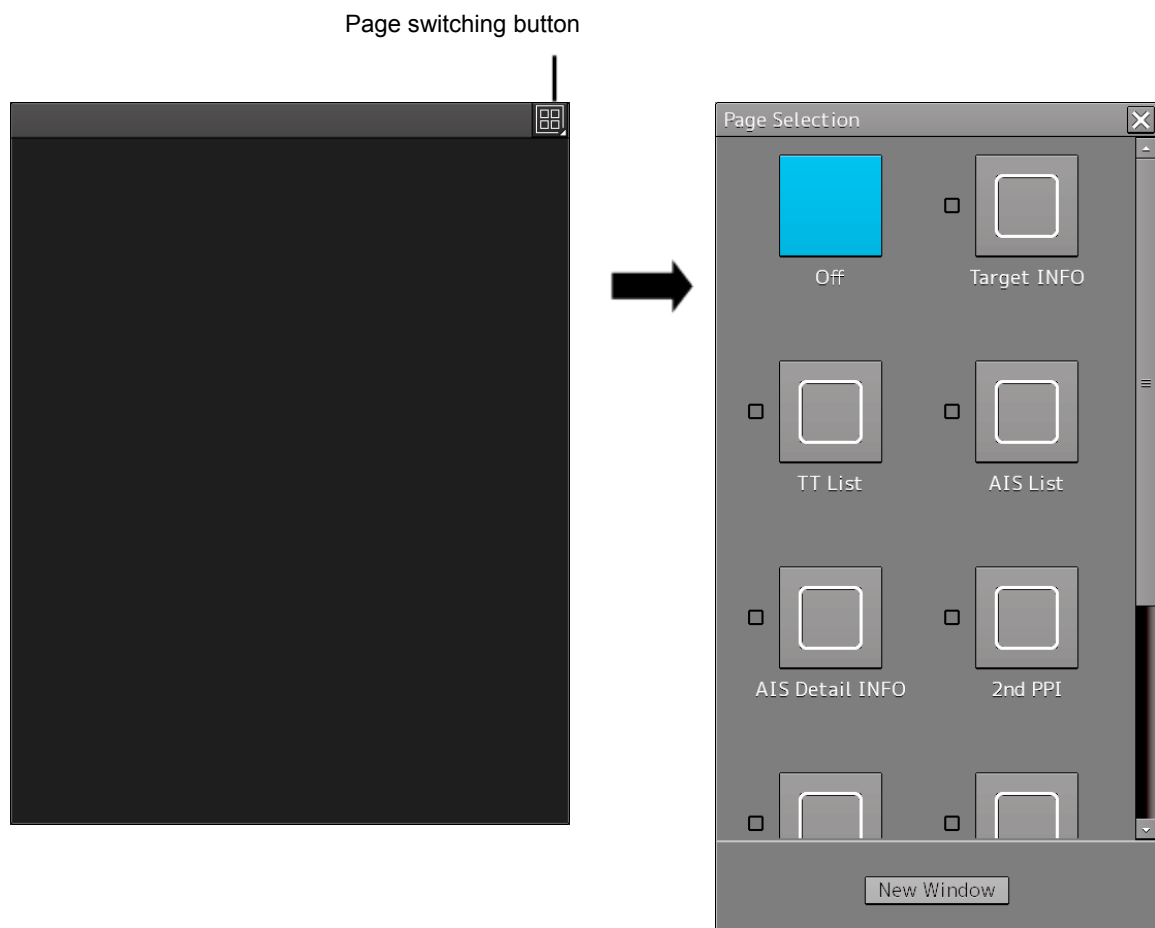 Page switching button
Page Selection
Off
Target INFO
TT List
AIS List
AIS Detail INFO
2nd PPI
New Window